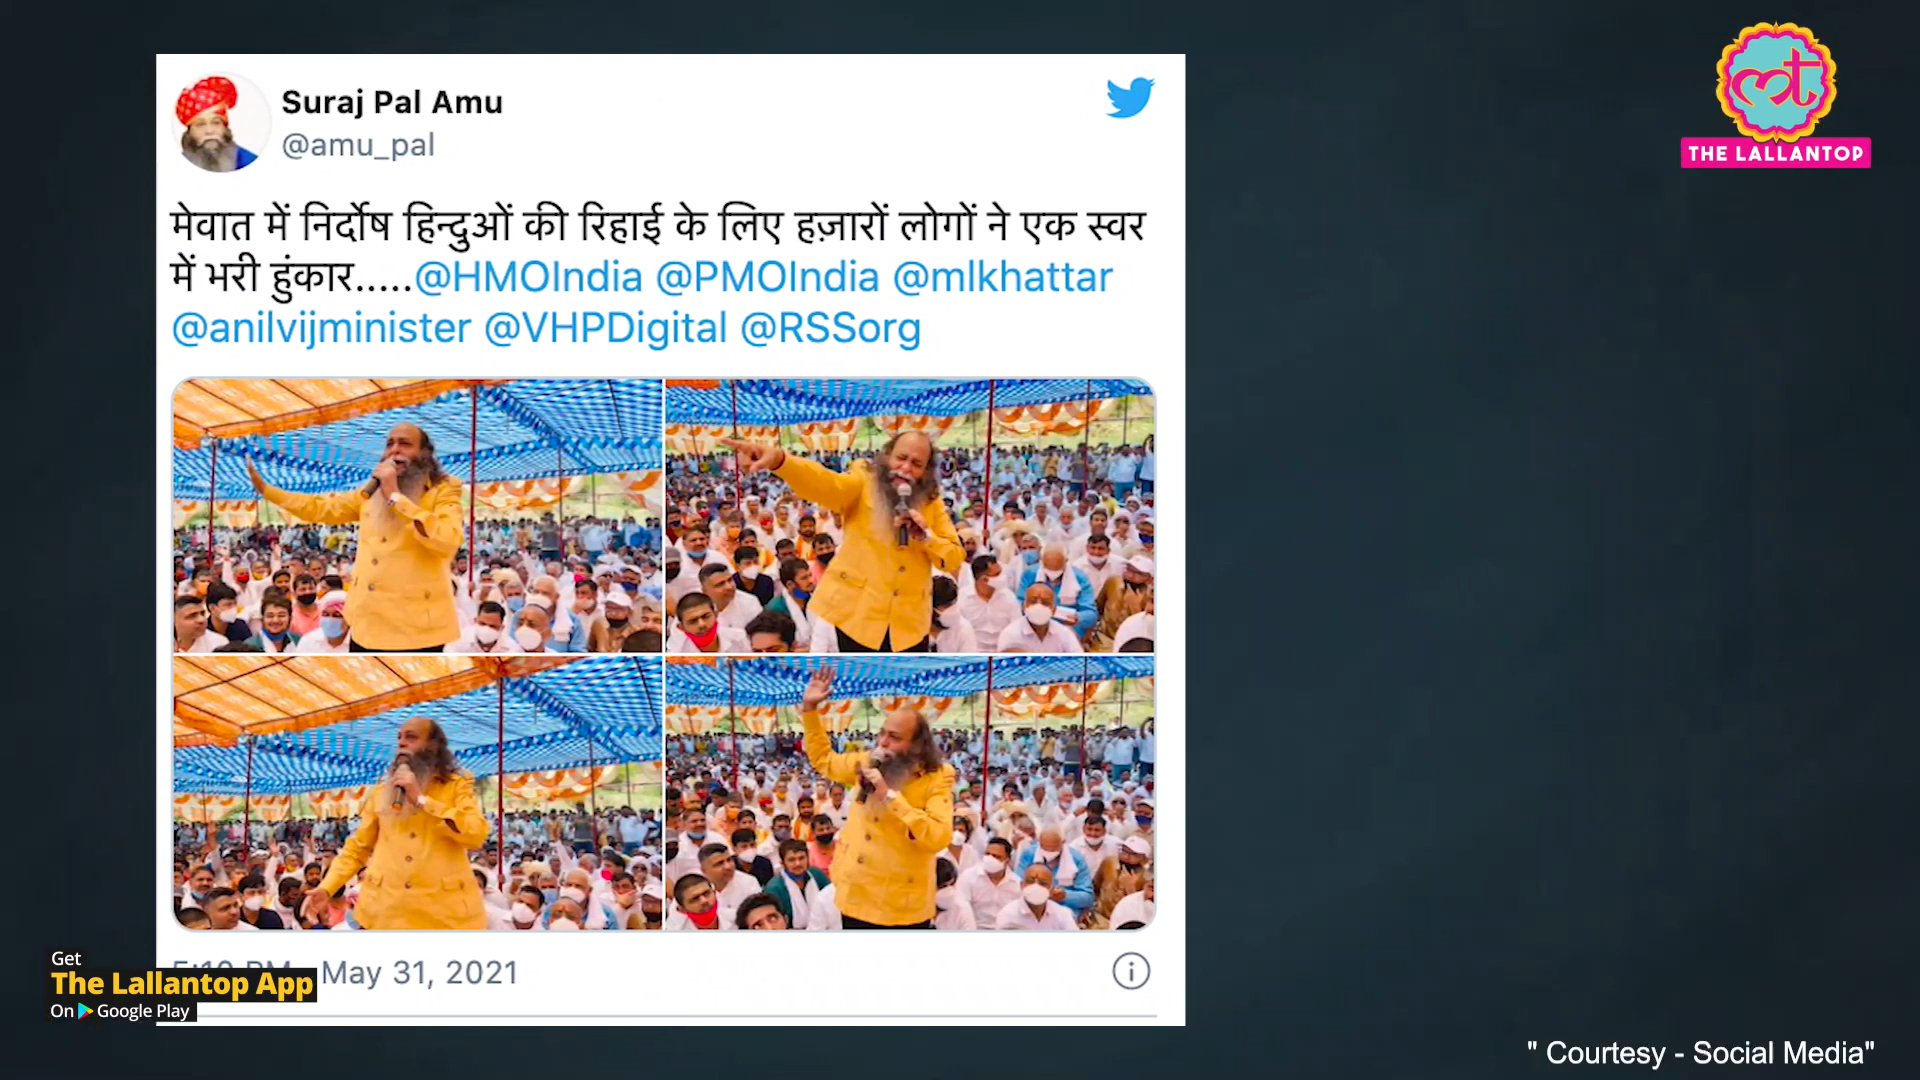 Suraj Pal Amu
@amu_pal
मेवात में निर्दोष हिन्दुओं की रिहाई के लिए हज़ारों लोगों ने एक स्वर
में भरी हुंकार.....@HMOIndia @PMOIndia @mlkhattar
@anilvijminister @VHPDigital @RSSorg
May 31, 2021
THE LALLANTOP
Get
The Lallantop App
On Google Play
" Courtesy - Social Media"